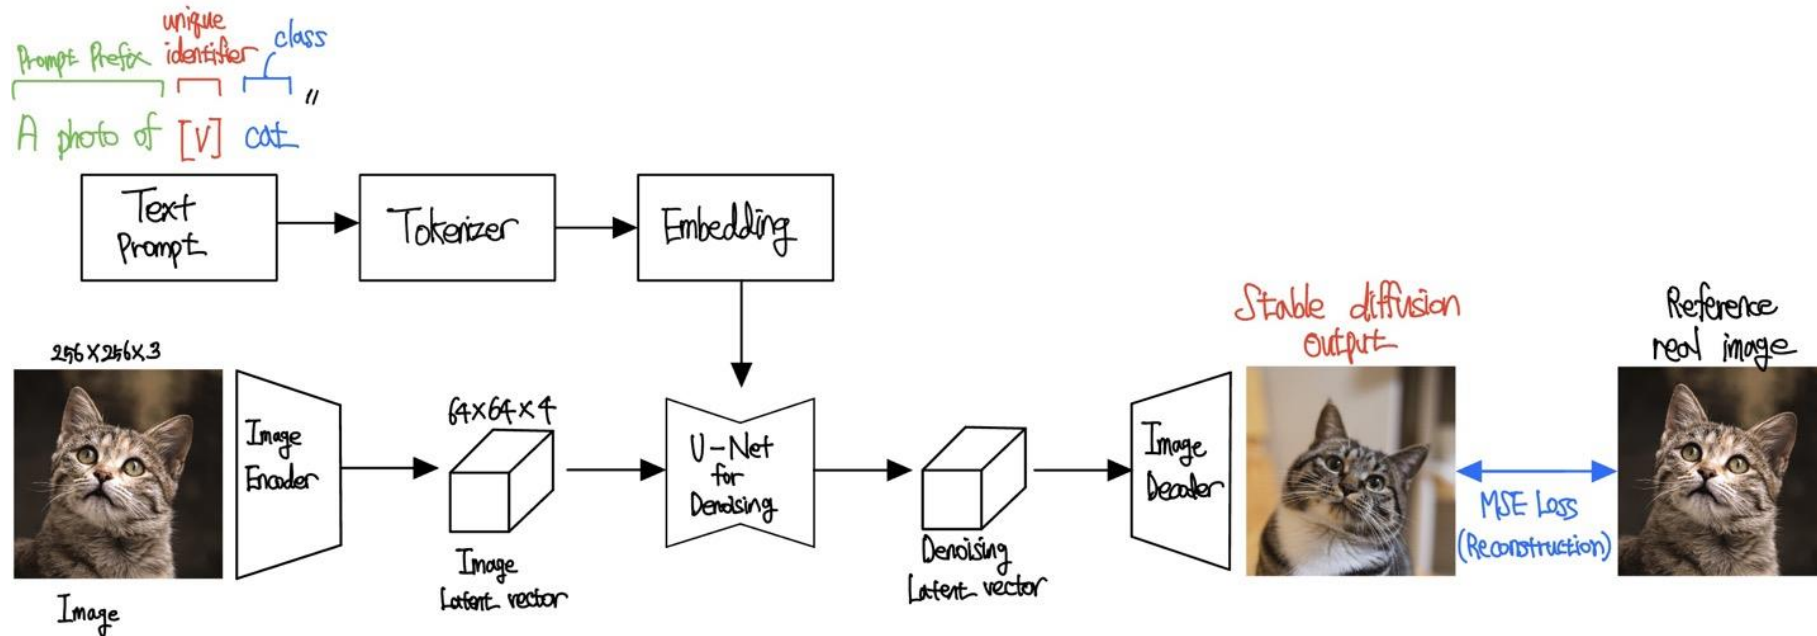 unique
identifier
class
Prompt Prefix
A photo of [V] cat "
Text
Prompt
Tokenizer
Embedding
256×256×3
Image
Encoder
Image
64×64×4
Image
Latent vector
U-Net
for
Denoising
Denoising
Latent vector
Image
Decoder
Stable diffusion
output
MSE Loss
(Reconstruction)
Reference
real image